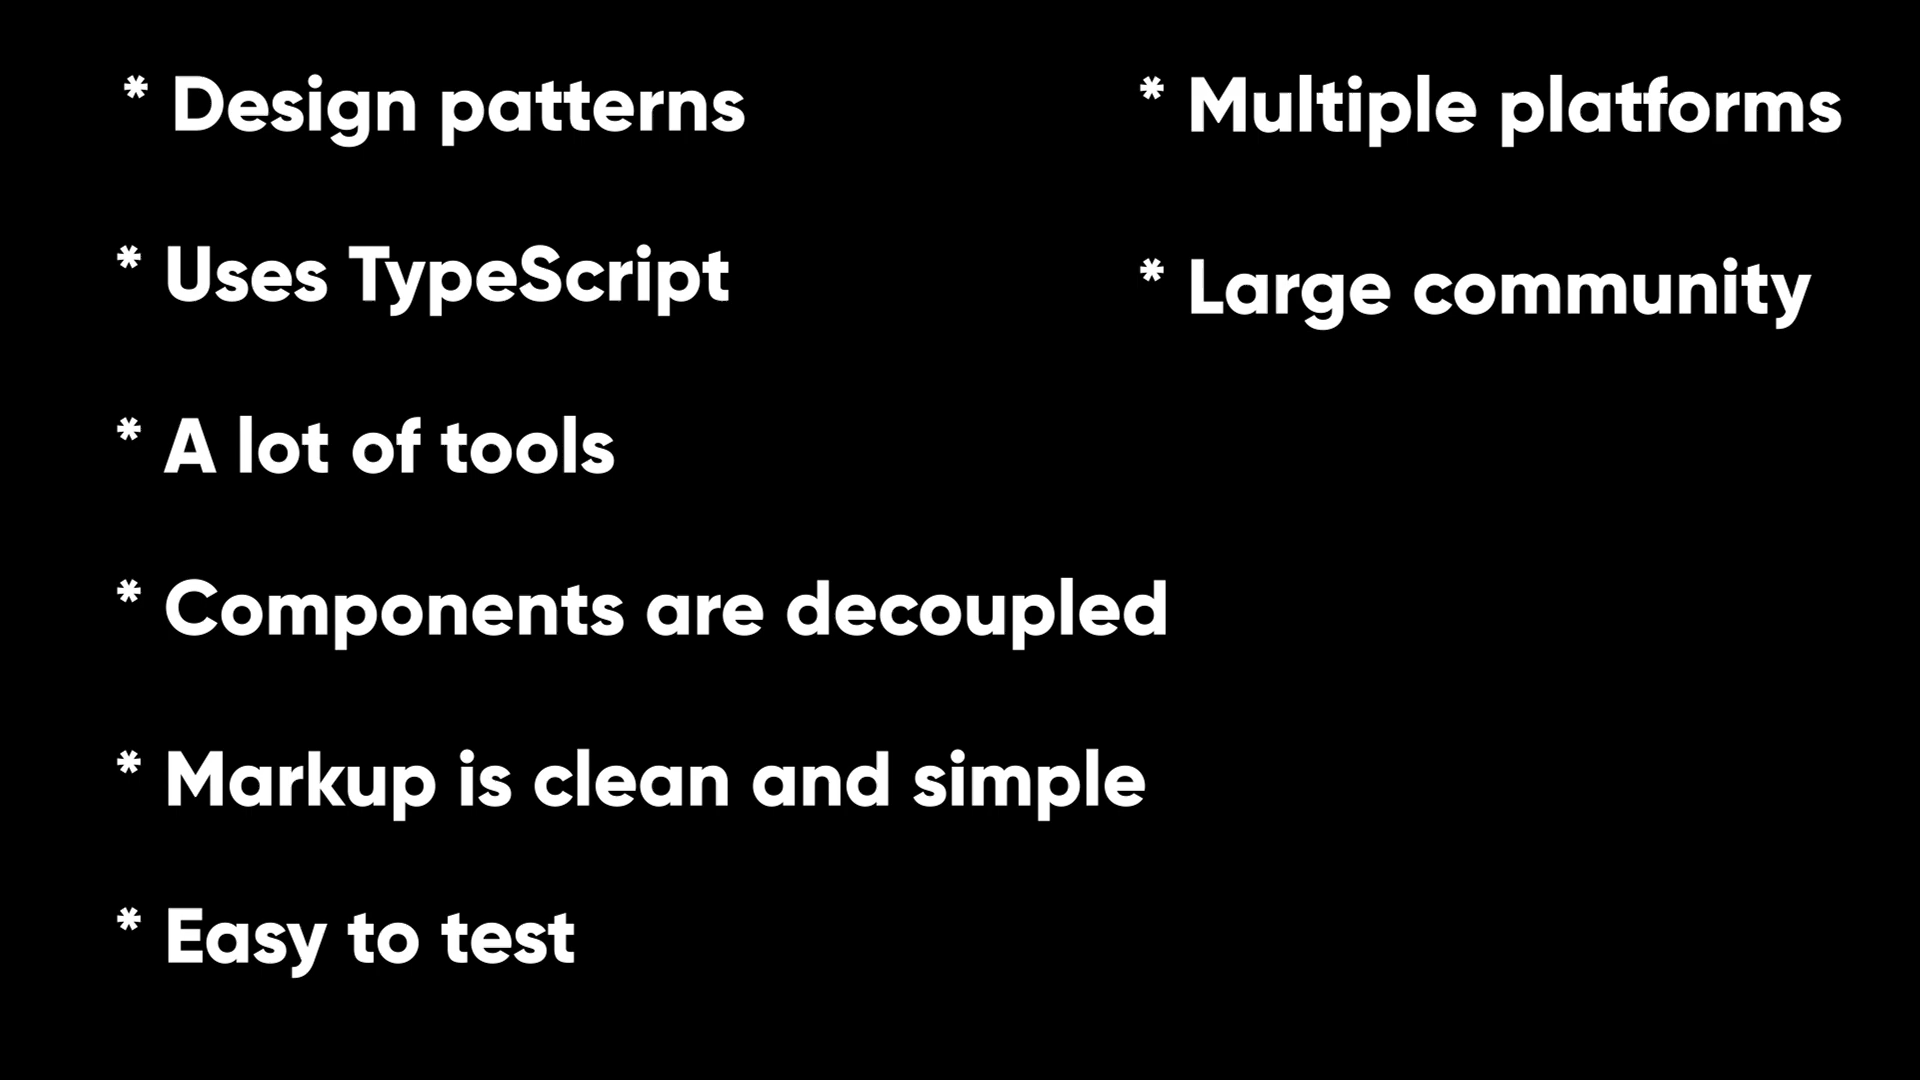 * Design patterns
* Uses TypeScript
* A lot of tools
* Components are decoupled
* Markup is clean and simple
* Easy to test
* Multiple platforms
* Large community